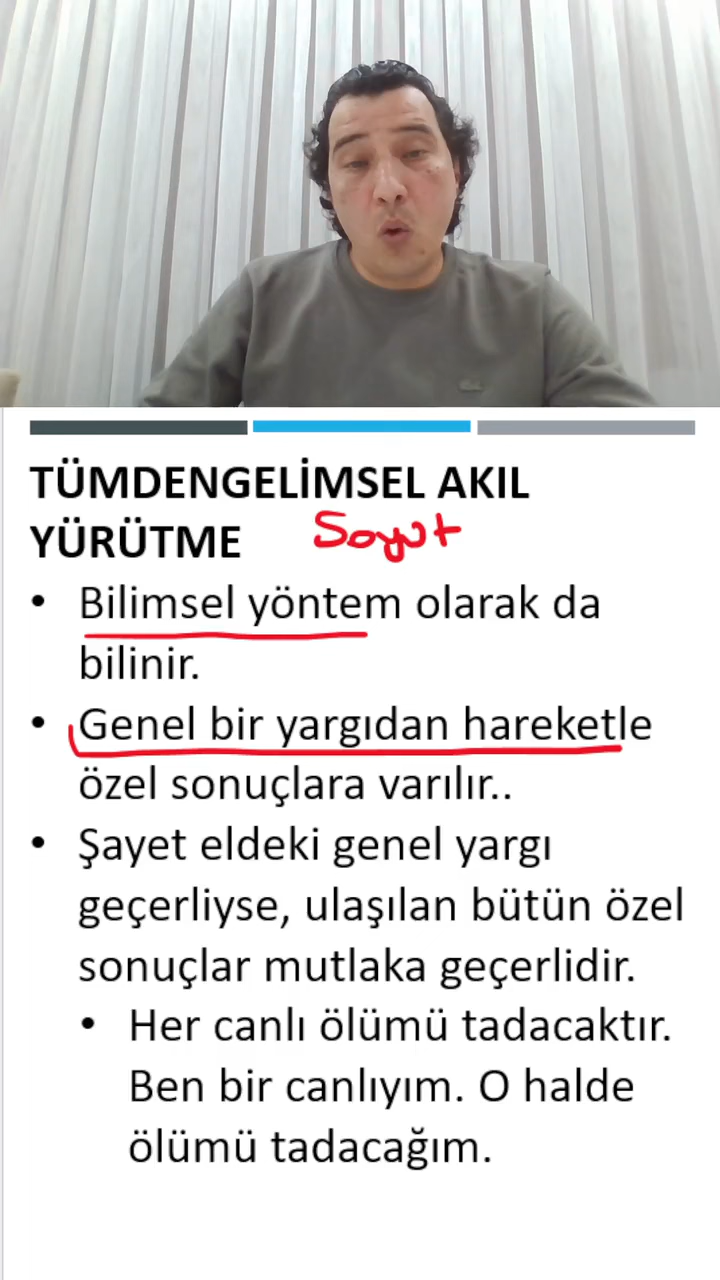 TÜMDENGELİMSEL AKIL
YÜRÜTME Soyut
• Bilimsel yöntem olarak da
bilinir.
• Genel bir yargıdan hareketle
özel sonuçlara varılır..
• Şayet eldeki genel yargı
geçerliyse, ulaşılan bütün özel
sonuçlar mutlaka geçerlidir.
• Her canlı ölümü tadacaktır.
Ben bir canlıyım. O halde
ölümü tadacağım.